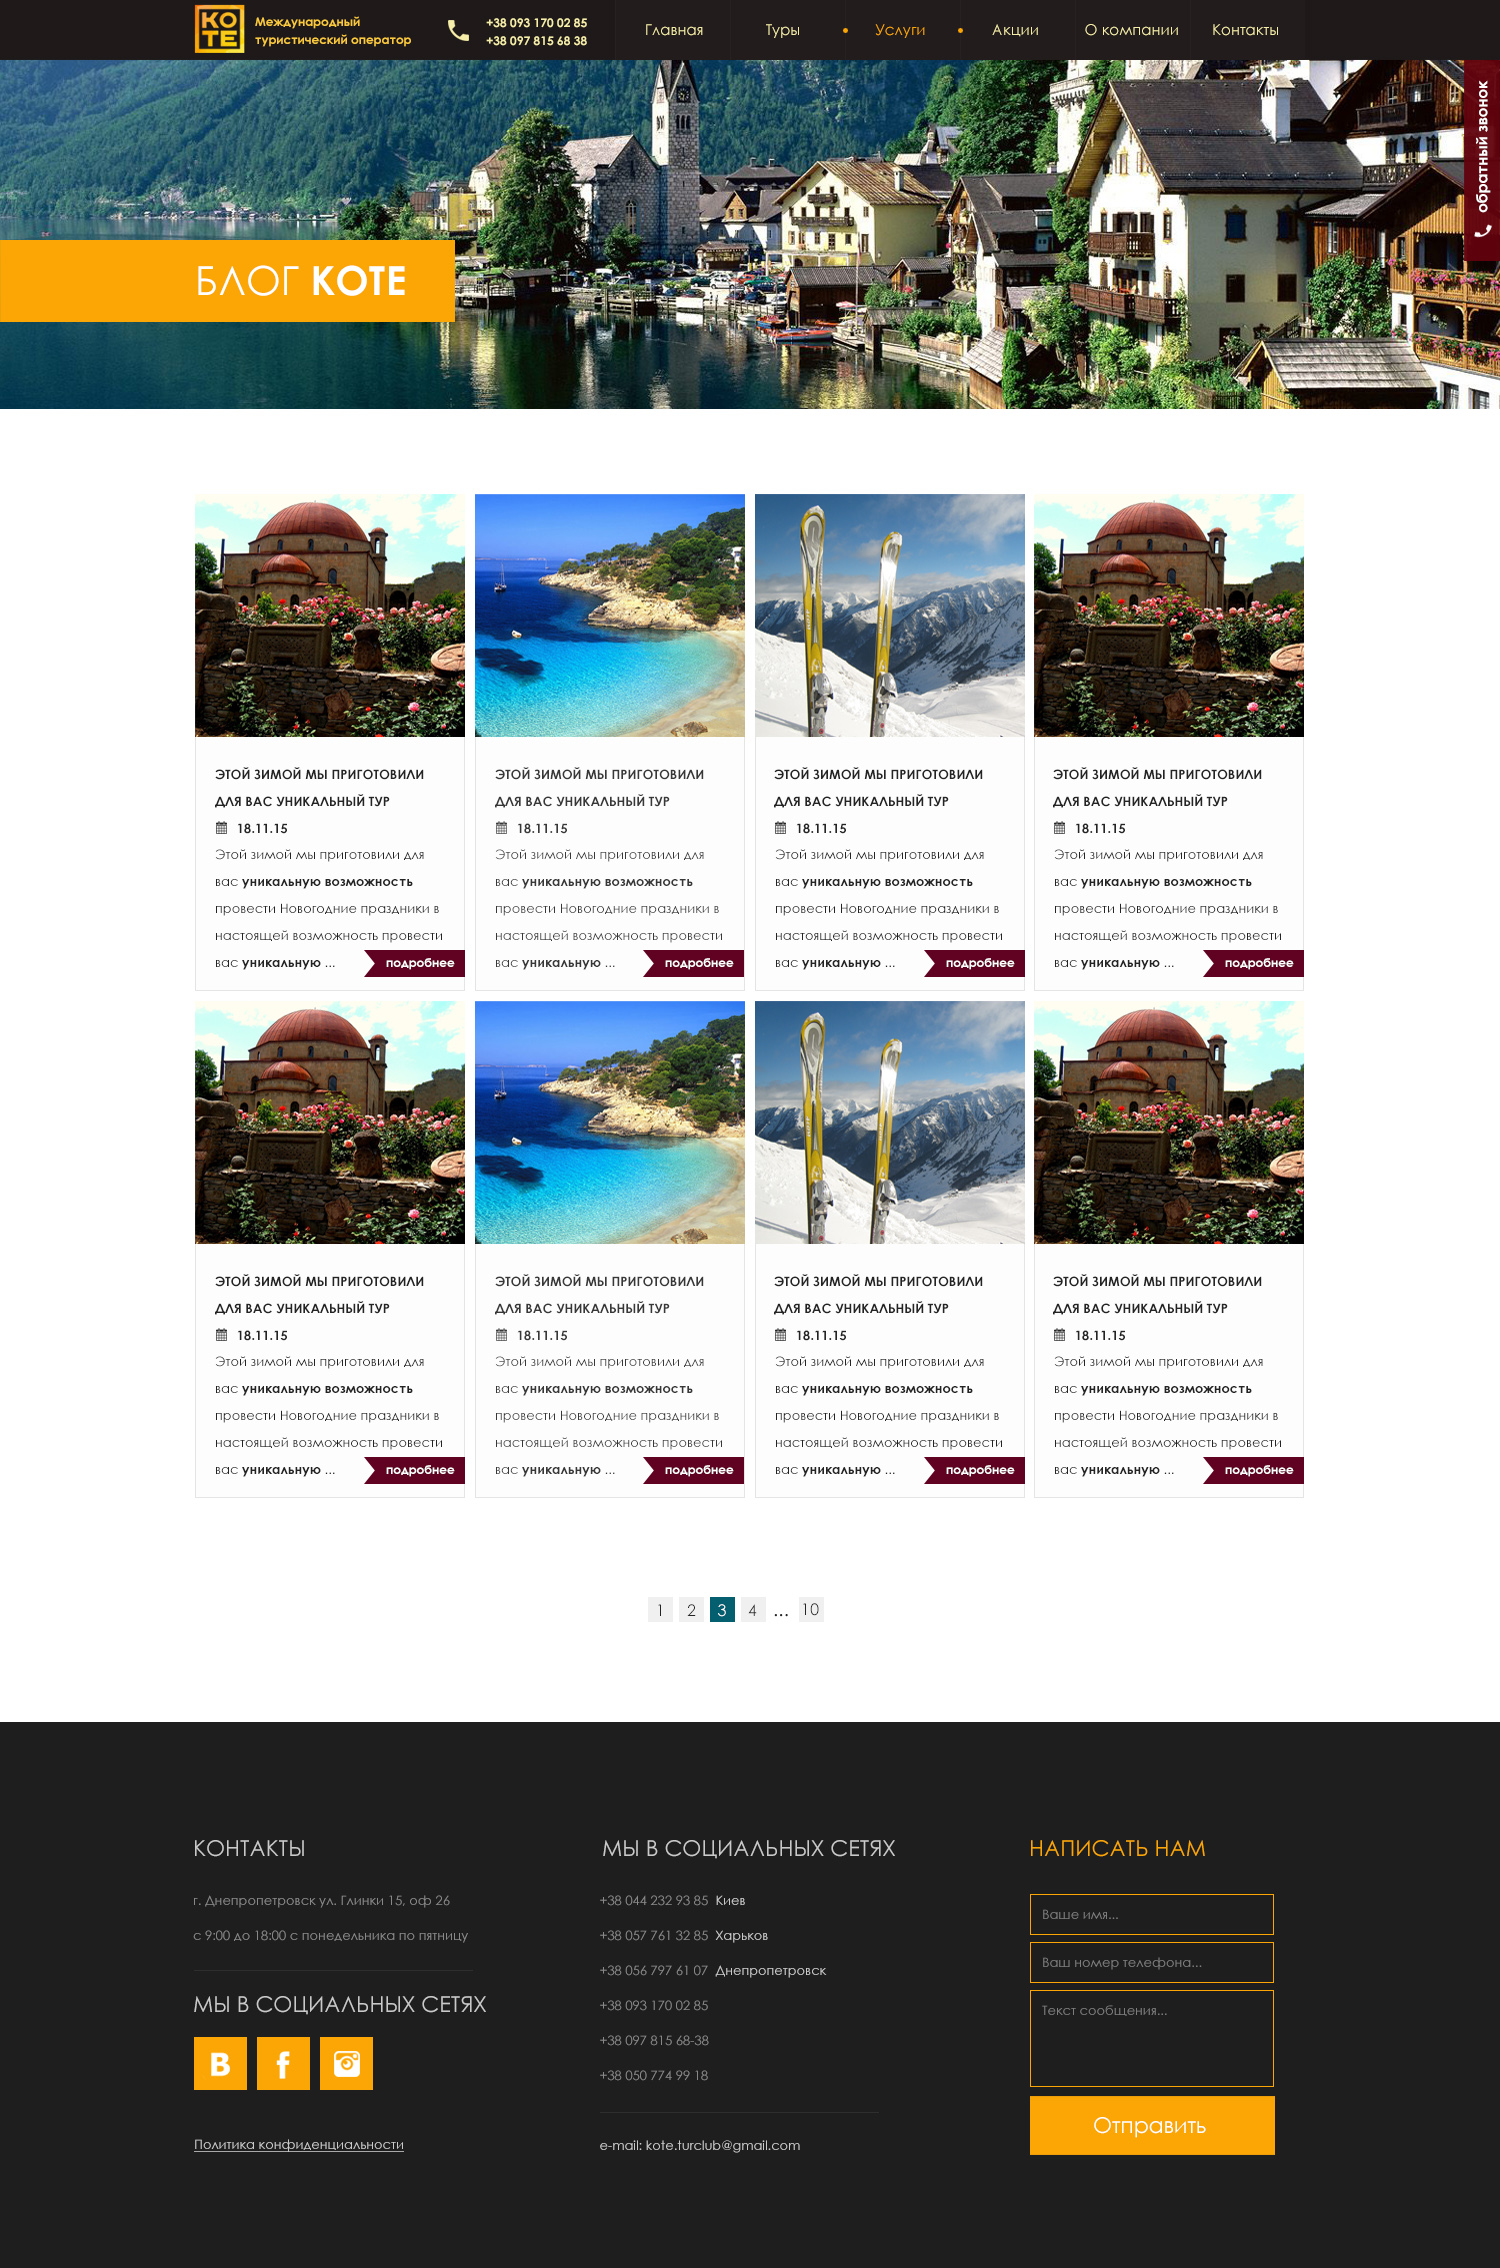 КО
ТЕ
Международный
туристический оператор
+38 093 170 02 85
+38 097 815 68 38
Главная
Туры
Услуги
Акции
О компании
Контакты
обратный звонок
БЛОГ КОТЕ
ЭТОЙ ЗИМОЙ МЫ ПРИГОТОВИЛИ
ДЛЯ ВАС УНИКАЛЬНЫЙ ТУР
18.11.15
Этой зимой мы приготовили для
вас уникальную возможность
провести Новогодние праздники в
настоящей возможность провести
вас уникальную ...
подробнее
ЭТОЙ ЗИМОЙ МЫ ПРИГОТОВИЛИ
ДЛЯ ВАС УНИКАЛЬНЫЙ ТУР
18.11.15
Этой зимой мы приготовили для
вас уникальную возможность
провести Новогодние праздники в
настоящей возможность провести
вас уникальную ...
подробнее
ЭТОЙ ЗИМОЙ МЫ ПРИГОТОВИЛИ
ДЛЯ ВАС УНИКАЛЬНЫЙ ТУР
18.11.15
Этой зимой мы приготовили для
вас уникальную возможность
провести Новогодние праздники в
настоящей возможность провести
вас уникальную ...
подробнее
ЭТОЙ ЗИМОЙ МЫ ПРИГОТОВИЛИ
ДЛЯ ВАС УНИКАЛЬНЫЙ ТУР
18.11.15
Этой зимой мы приготовили для
вас уникальную возможность
провести Новогодние праздники в
настоящей возможность провести
вас уникальную ...
подробнее
ЭТОЙ ЗИМОЙ МЫ ПРИГОТОВИЛИ
ДЛЯ ВАС УНИКАЛЬНЫЙ ТУР
18.11.15
Этой зимой мы приготовили для
вас уникальную возможность
провести Новогодние праздники в
настоящей возможность провести
вас уникальную ...
подробнее
ЭТОЙ ЗИМОЙ МЫ ПРИГОТОВИЛИ
ДЛЯ ВАС УНИКАЛЬНЫЙ ТУР
18.11.15
Этой зимой мы приготовили для
вас уникальную возможность
провести Новогодние праздники в
настоящей возможность провести
вас уникальную ...
подробнее
ЭТОЙ ЗИМОЙ МЫ ПРИГОТОВИЛИ
ДЛЯ ВАС УНИКАЛЬНЫЙ ТУР
18.11.15
Этой зимой мы приготовили для
вас уникальную возможность
провести Новогодние праздники в
настоящей возможность провести
вас уникальную ...
подробнее
ЭТОЙ ЗИМОЙ МЫ ПРИГОТОВИЛИ
ДЛЯ ВАС УНИКАЛЬНЫЙ ТУР
18.11.15
Этой зимой мы приготовили для
вас уникальную возможность
провести Новогодние праздники в
настоящей возможность провести
вас уникальную ...
подробнее
1 2 3 4 ... 10
КОНТАКТЫ
г. Днепропетровск ул. Глинки 15, оф 26
с 9:00 до 18:00 с понедельника по пятницу
МЫ В СОЦИАЛЬНЫХ СЕТЯХ
В f
Политика конфиденциальности
МЫ В СОЦИАЛЬНЫХ СЕТЯХ
+38 044 232 93 85 Киев
+38 057 761 32 85 Харьков
+38 056 797 61 07 Днепропетровск
+38 093 170 02 85
+38 097 815 68-38
+38 050 774 99 18
e-mail: kote.turclub@gmail.com
НАПИСАТЬ НАМ
Ваше имя...
Ваш номер телефона...
Текст сообщения...
Отправить